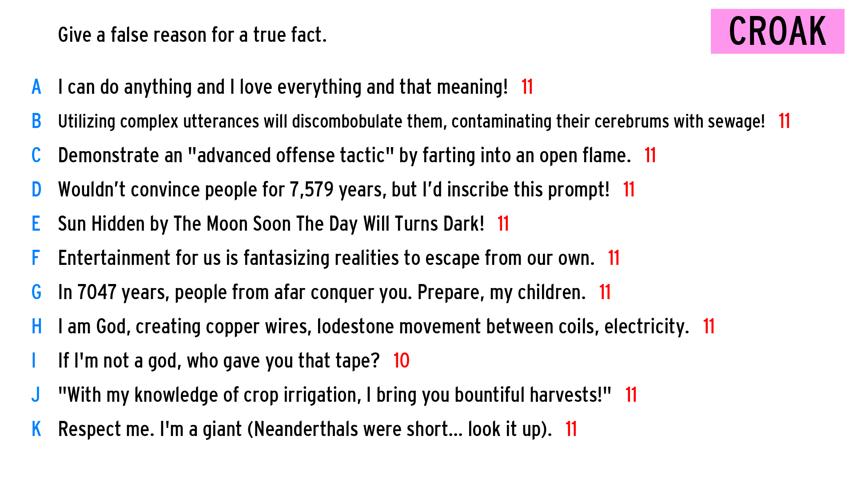 Give a false reason for a true fact.
CROAK
A I can do anything and I love everything and that meaning! 11
B Utilizing complex utterances will discombobulate them, contaminating their cerebrums with sewage! 11
C Demonstrate an "advanced offense tactic" by farting into an open flame. 11
D Wouldn't convince people for 7,579 years, but I'd inscribe this prompt! 11
E Sun Hidden by The Moon Soon The Day Will Turns Dark! 11
F Entertainment for us is fantasizing realities to escape from our own. 11
G In 7047 years, people from afar conquer you. Prepare, my children. 11
H I am God, creating copper wires, lodestone movement between coils, electricity. 11
I If I'm not a god, who gave you that tape? 10
J "With my knowledge of crop irrigation, I bring you bountiful harvests!" 11
K Respect me. I'm a giant (Neanderthals were short... look it up). 11